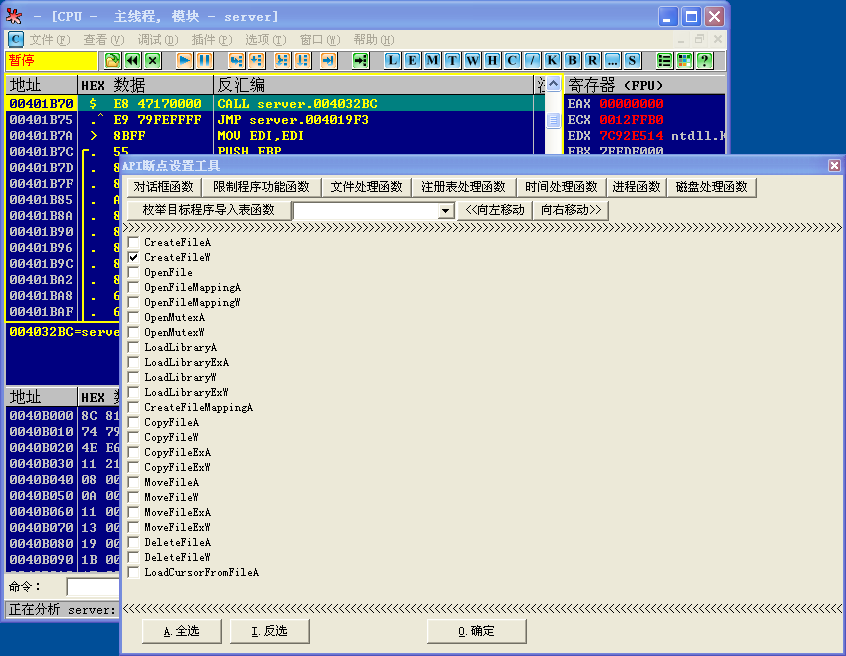 - [CPU - 主线程, 模块 - server]
C 文件(F) 查看(V) 调试(D) 插件(P) 选项(T) 窗口(W) 帮助(H)
暂停 L E M T W H C / K B R ... S ?
地址 HEX 数据 反汇编 寄存器 (FPU)
00401B70 $ E8 47170000 CALL server.004032BC EAX 00000000
00401B75 .^ E9 79FEFFFF JMP server.004019F3 ECX 0012FFB0
00401B7A > 8BFF MOV EDI,EDI EDX 7C92E514 ntdll.K
00401B7C . 55 PUSH EBP EBX 7FFDF000
API断点设置工具
00401B7D . 8
00401B7F . 8
00401B85 . A
00401B8A . 8
00401B90 . 8
00401B96 . 8
00401B9C . 8
00401BA2 . 8
00401BA8 . 6
00401BAF . 6
004032BC=serve
地址 HEX 数
0040B000 8C 81
0040B010 74 79
0040B020 4E E6
0040B030 11 21
0040B040 08 00
0040B050 0A 00
0040B060 11 00
0040B070 13 00
0040B080 19 00
0040B090 1B 00
命令:
正在分析 server:
对话框函数 限制程序功能函数 文件处理函数 注册表处理函数 时间处理函数 进程函数 磁盘处理函数
枚举目标程序导入表函数 <<向左移动 向右移动>>
CreateFileA
CreateFileW
OpenFile
OpenFileMappingA
OpenFileMappingW
OpenMutexA
OpenMutexW
LoadLibraryA
LoadLibraryExA
LoadLibraryW
LoadLibraryExW
CreateFileMappingA
CopyFileA
CopyFileW
CopyFileExA
CopyFileExW
MoveFileA
MoveFileW
MoveFileExA
MoveFileExW
DeleteFileA
DeleteFileW
LoadCursorFromFileA
A.全选 I.反选 O.确定